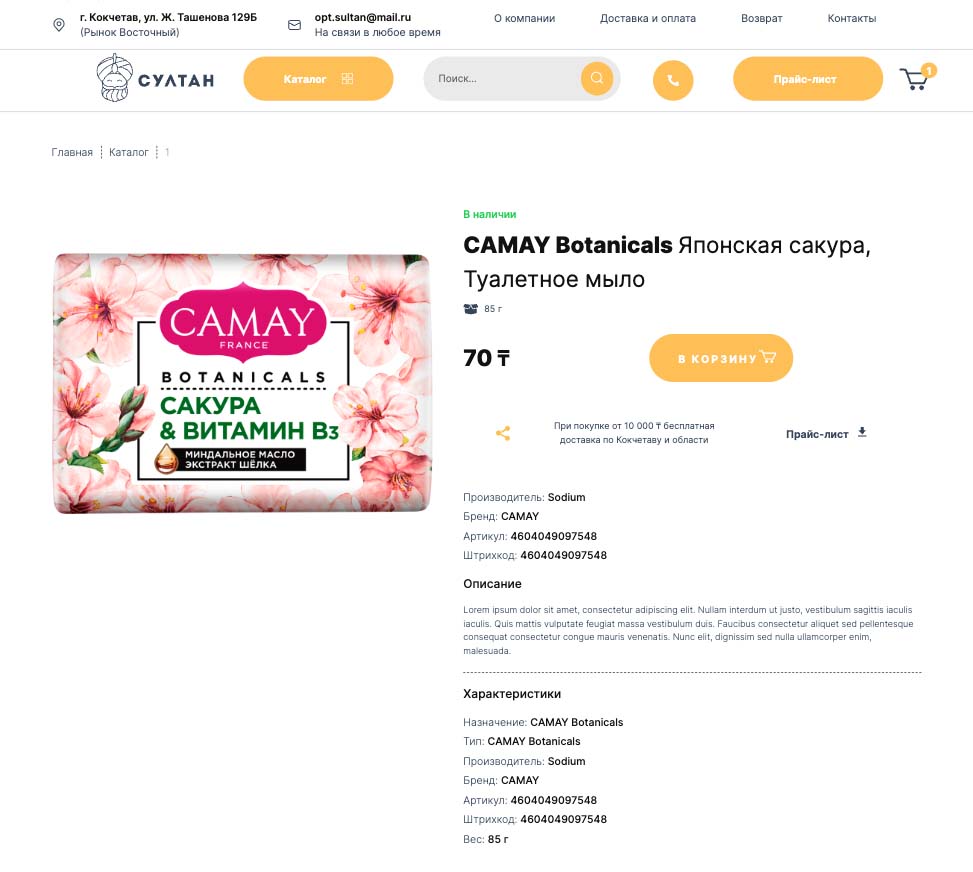 г. Кокчетав, ул. Ж. Ташенова 129Б
(Рынок Восточный)
opt.sultan@mail.ru
На связи в любое время
О компании
Доставка и оплата
Возврат
Контакты
СУЛТАН
Каталог
Поиск...
Прайс-лист
1
Главная
Каталог
1
В наличии
CAMAY Botanicals Японская сакура,
Туалетное мыло
85 г
70 ₸
В КОРЗИНУ
При покупке от 10 000 ₸ бесплатная
доставка по Кокчетаву и области
Прайс-лист
CAMAY
FRANCE
BOTANICALS
САКУРА
& ВИТАМИН B3
МИНДАЛЬНОЕ МАСЛО
ЭКСТРАКТ ШЁЛКА
Производитель: Sodium
Бренд: CAMAY
Артикул: 4604049097548
Штрихкод: 4604049097548
Описание
Lorem ipsum dolor sit amet, consectetur adipiscing elit. Nullam interdum ut justo, vestibulum sagittis iaculis
iaculis. Quis mattis vulputate feugiat massa vestibulum duis. Faucibus consectetur aliquet sed pellentesque
consequat consectetur congue mauris venenatis. Nunc elit, dignissim sed nulla ullamcorper enim,
malesuada.
Характеристики
Назначение: CAMAY Botanicals
Тип: CAMAY Botanicals
Производитель: Sodium
Бренд: CAMAY
Артикул: 4604049097548
Штрихкод: 4604049097548
Вес: 85 г